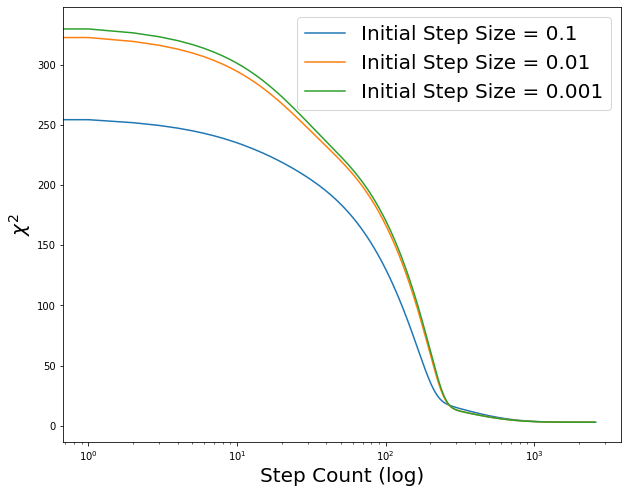 Initial Step Size = 0.1
Initial Step Size = 0.01
Initial Step Size = 0.001
χ²
300
250
200
150
100
50
0
10⁰ 10¹ 10² 10³
Step Count (log)